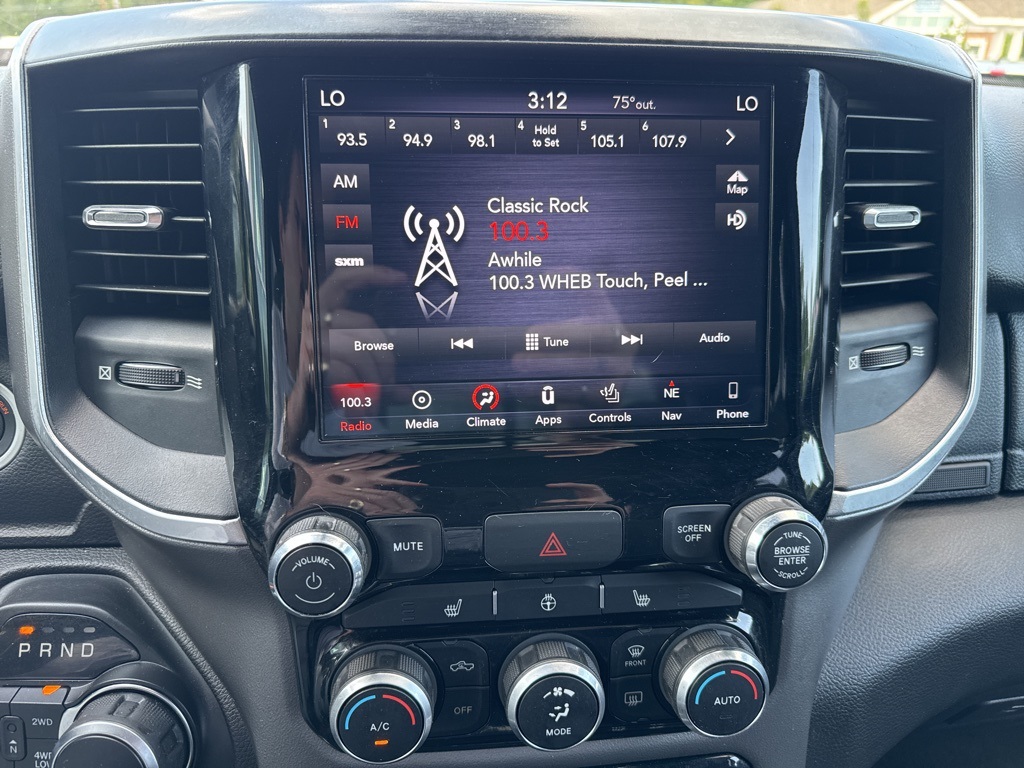 LO 3:12 75°out. LO
1 93.5 2 94.9 3 98.1 4 Hold to Set 5 105.1 6 107.9
AM
FM
sxm
Map
HD
Classic Rock
100.3
Awhile
100.3 WHEB Touch, Peel ...
Browse Tune Audio
100.3 NE
Radio Media Climate Apps Controls Nav Phone
VOLUME
MUTE
SCREEN
OFF
TUNE
BROWSE
ENTER
SCROLL
PRND
2WD
N
A/C
OFF
MODE
FRONT
AUTO